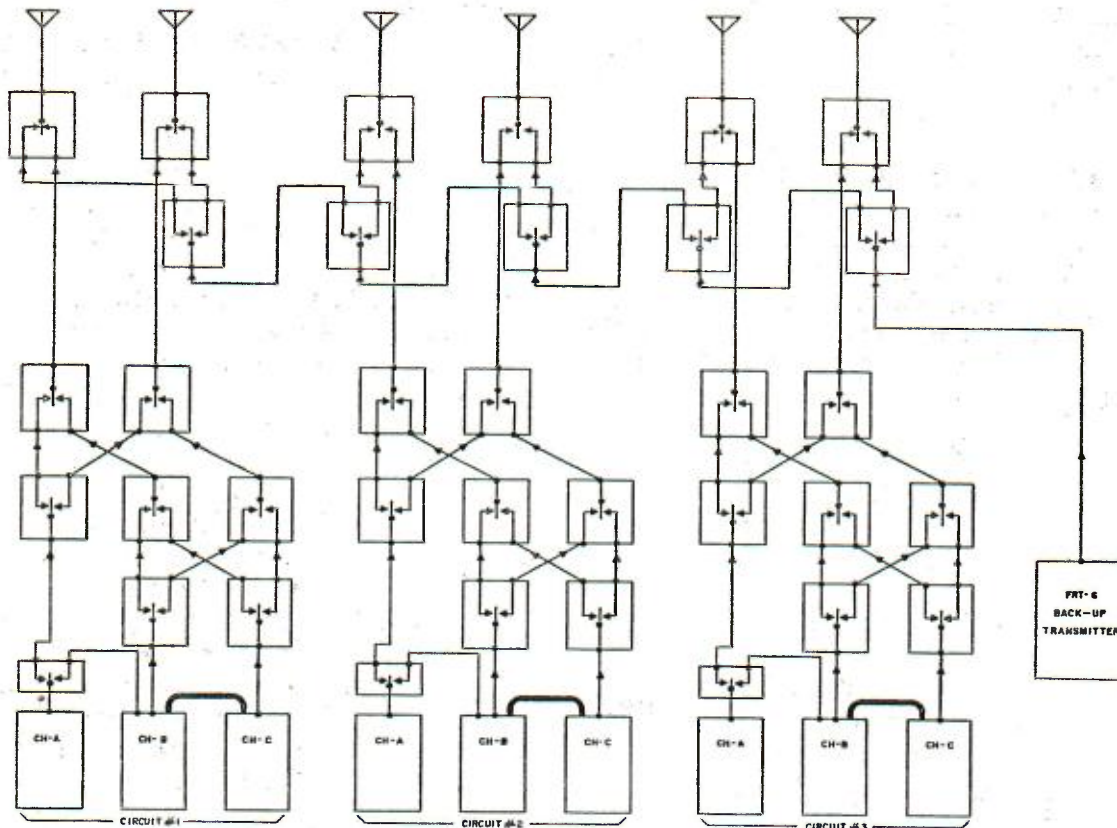 FRT-6
BACK-UP
TRANSMITTER
CH-A
CH-B
CH-C
CH-A
CH-B
CH-C
CH-A
CH-B
CH-C
CIRCUIT #1
CIRCUIT #2
CIRCUIT #3